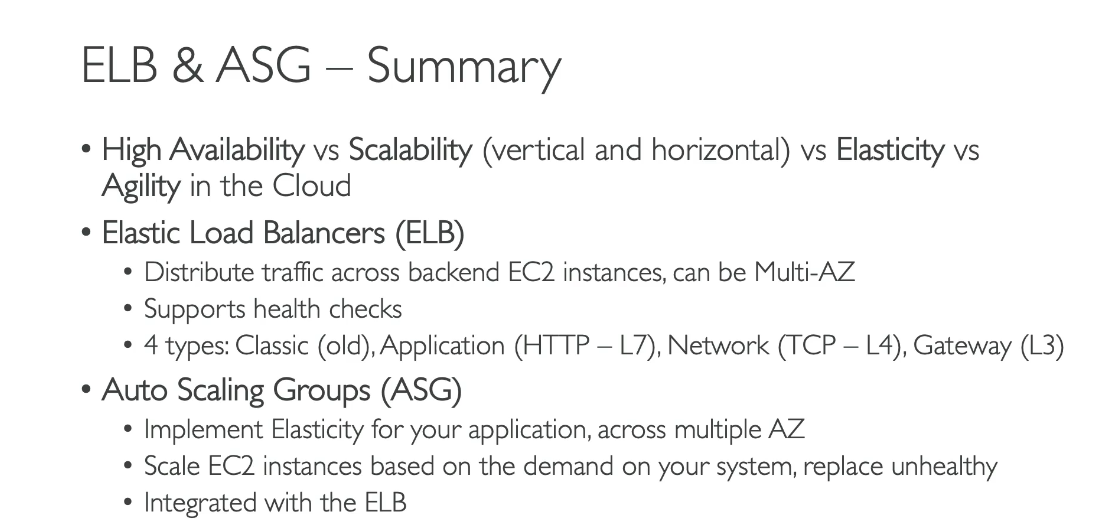 ELB & ASG – Summary
• High Availability vs Scalability (vertical and horizontal) vs Elasticity vs
Agility in the Cloud
• Elastic Load Balancers (ELB)
• Distribute traffic across backend EC2 instances, can be Multi-AZ
• Supports health checks
• 4 types: Classic (old), Application (HTTP – L7), Network (TCP – L4), Gateway (L3)
• Auto Scaling Groups (ASG)
• Implement Elasticity for your application, across multiple AZ
• Scale EC2 instances based on the demand on your system, replace unhealthy
• Integrated with the ELB